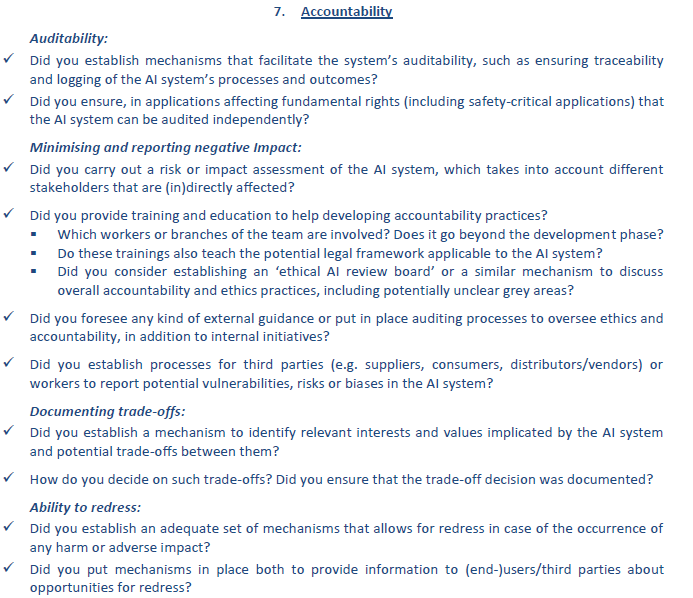 7. Accountability
Auditability:
✓ Did you establish mechanisms that facilitate the system's auditability, such as ensuring traceability
and logging of the AI system's processes and outcomes?
✓ Did you ensure, in applications affecting fundamental rights (including safety-critical applications) that
the AI system can be audited independently?
Minimising and reporting negative Impact:
✓ Did you carry out a risk or impact assessment of the AI system, which takes into account different
stakeholders that are (in)directly affected?
✓ Did you provide training and education to help developing accountability practices?
▪ Which workers or branches of the team are involved? Does it go beyond the development phase?
▪ Do these trainings also teach the potential legal framework applicable to the AI system?
▪ Did you consider establishing an ‘ethical AI review board’ or a similar mechanism to discuss
overall accountability and ethics practices, including potentially unclear grey areas?
✓ Did you foresee any kind of external guidance or put in place auditing processes to oversee ethics and
accountability, in addition to internal initiatives?
✓ Did you establish processes for third parties (e.g. suppliers, consumers, distributors/vendors) or
workers to report potential vulnerabilities, risks or biases in the AI system?
Documenting trade-offs:
✓ Did you establish a mechanism to identify relevant interests and values implicated by the AI system
and potential trade-offs between them?
✓ How do you decide on such trade-offs? Did you ensure that the trade-off decision was documented?
Ability to redress:
✓ Did you establish an adequate set of mechanisms that allows for redress in case of the occurrence of
any harm or adverse impact?
✓ Did you put mechanisms in place both to provide information to (end-)users/third parties about
opportunities for redress?